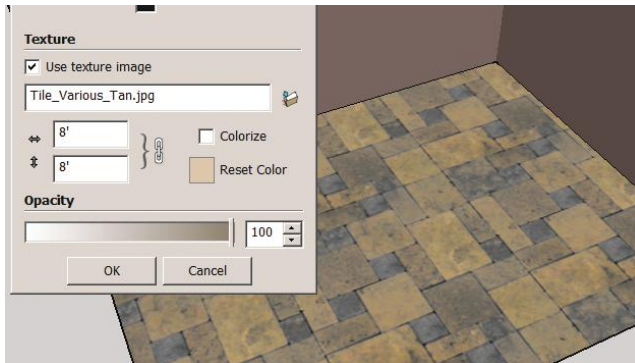 Texture
Use texture image
Tile_Various_Tan.jpg
8'
Colorize
8'
Reset Color
Opacity
100
OK
Cancel